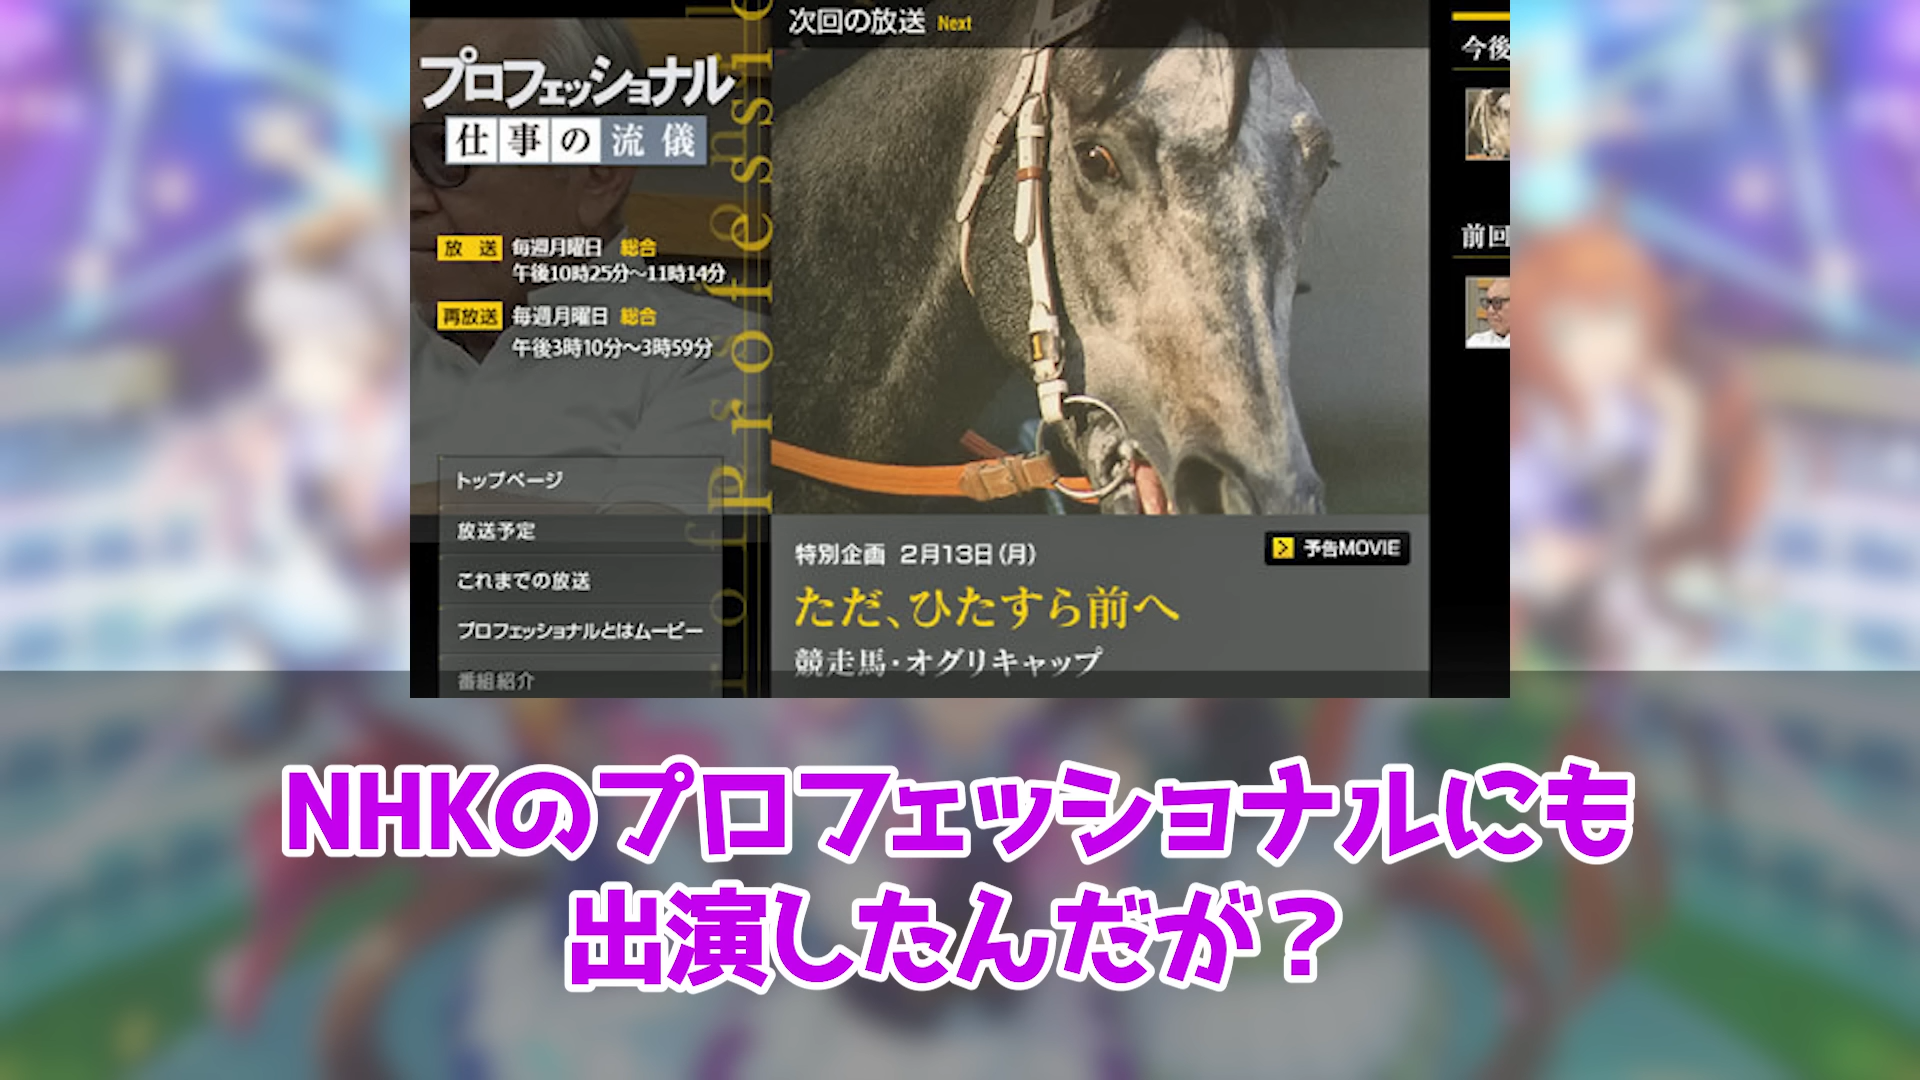 次回の放送 Next
今後
プロフェッショナル
仕事の流儀
Professional
放送 毎週月曜日 総合
午後10時25分～11時14分
再放送 毎週月曜日 総合
午後3時10分～3時59分
前回
トップページ
放送予定
これまでの放送
プロフェッショナルとはムービー
番組紹介
特別企画 2月13日(月)
予告MOVIE
ただ、ひたすら前へ
競走馬・オグリキャップ
NHKのプロフェッショナルにも
出演したんだが？